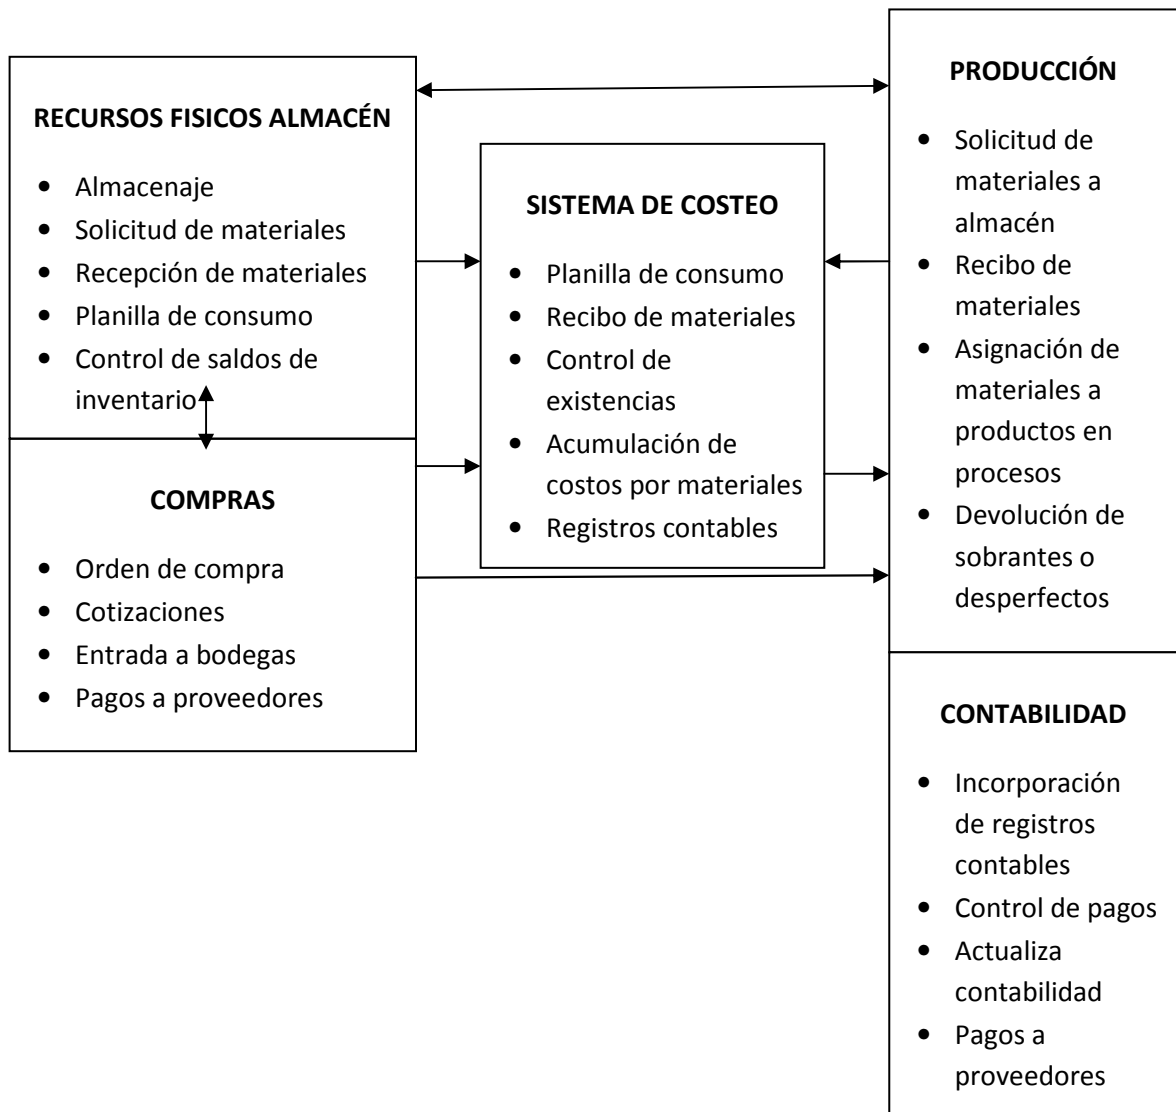 RECURSOS FISICOS ALMACÉN
• Almacenaje
• Solicitud de materiales
• Recepción de materiales
• Planilla de consumo
• Control de saldos de
inventario
COMPRAS
• Orden de compra
• Cotizaciones
• Entrada a bodegas
• Pagos a proveedores
SISTEMA DE COSTEO
• Planilla de consumo
• Recibo de materiales
• Control de
existencias
• Acumulación de
costos por materiales
• Registros contables
PRODUCCIÓN
• Solicitud de
materiales a
almacén
• Recibo de
materiales
• Asignación de
materiales a
productos en
procesos
• Devolución de
sobrantes o
desperfectos
CONTABILIDAD
• Incorporación
de registros
contables
• Control de pagos
• Actualiza
contabilidad
• Pagos a
proveedores